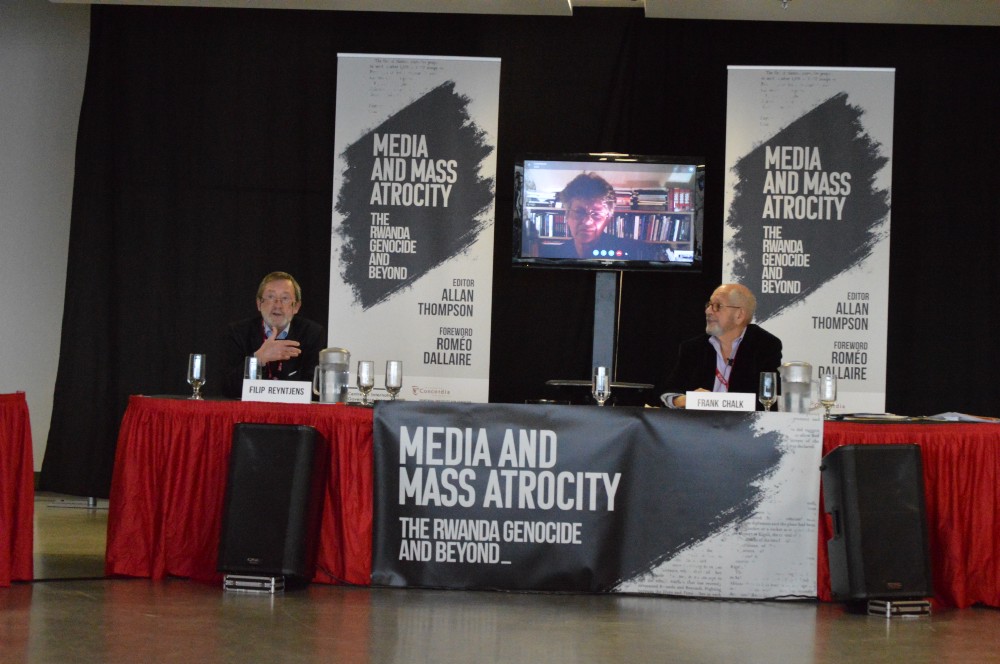 MEDIA
AND MASS
ATROCITY
THE
RWANDA
GENOCIDE
AND
BEYOND
EDITOR
ALLAN
THOMPSON
FOREWORD
ROMÉO
DALLAIRE
Concordia
MEDIA
AND MASS
ATROCITY
THE
RWANDA
GENOCIDE
AND
BEYOND
EDITOR
ALLAN
THOMPSON
FOREWORD
ROMÉO
DALLAIRE
FILIP REYNTJENS
FRANK CHALK
MEDIA AND
MASS ATROCITY
THE RWANDA GENOCIDE
AND BEYOND_